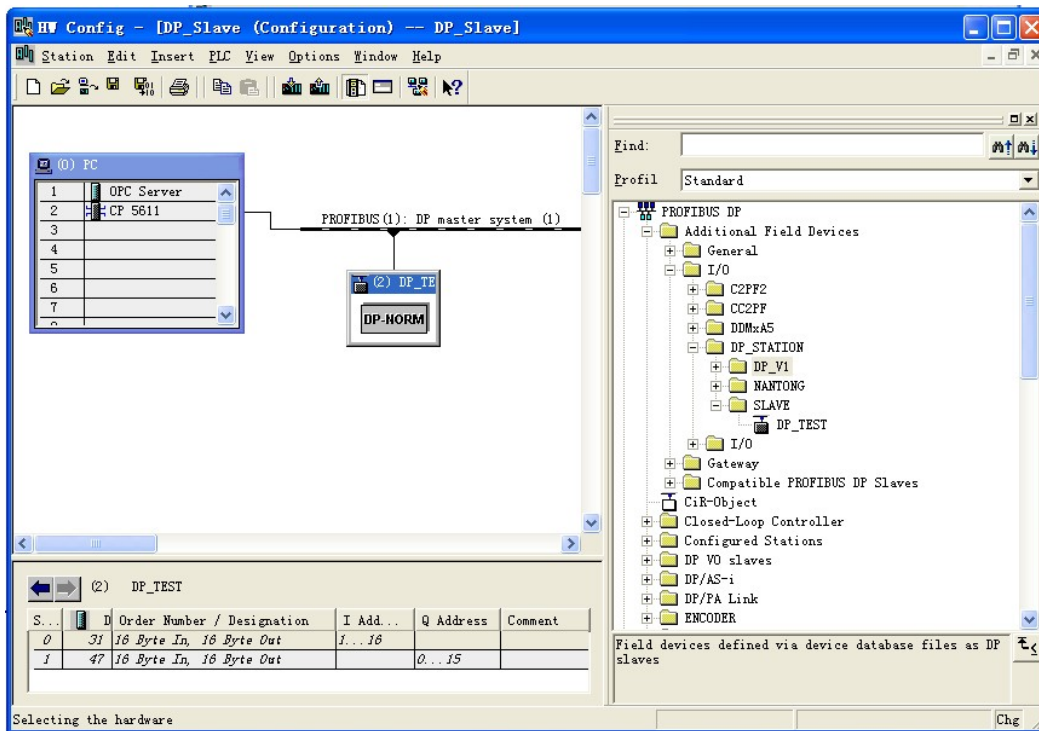 HW Config - [DP_Slave (Configuration) -- DP_Slave]
Station Edit Insert PLC View Options Window Help
(0) PC
1 OPC Server
2 CP 5611
3
4
5
6
7
PROFIBUS(1): DP master system (1)
(2) DP_TE
DP-NORM
Find:
Profil Standard
PROFIBUS DP
Additional Field Devices
General
I/O
C2PF2
CC2PF
DDMxA5
DP_STATION
DP_V1
NANTONG
SLAVE
DP_TEST
I/O
Gateway
Compatible PROFIBUS DP Slaves
CiR-Object
Closed-Loop Controller
Configured Stations
DP V0 slaves
DP/AS-i
DP/PA Link
ENCODER
Field devices defined via device database files as DP
slaves
(2) DP_TEST
S... D Order Number / Designation I Add... Q Address Comment
0 31 16 Byte In, 16 Byte Out 1...16
1 47 16 Byte In, 16 Byte Out 0...15
Selecting the hardware
Chg